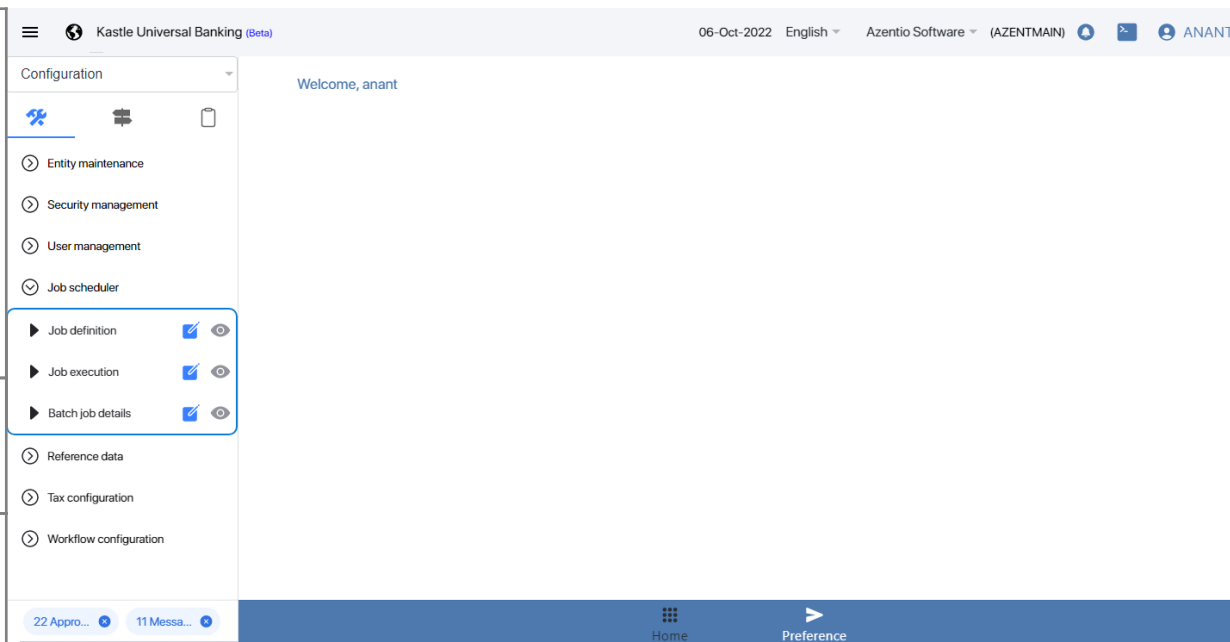 Kastle Universal Banking (Beta) 06-Oct-2022 English Azentio Software (AZENTMAIN) ANANT
Configuration
Welcome, anant
Entity maintenance
Security management
User management
Job scheduler
Job definition
Job execution
Batch job details
Reference data
Tax configuration
Workflow configuration
22 Appro... 11 Messa...
Home Preference